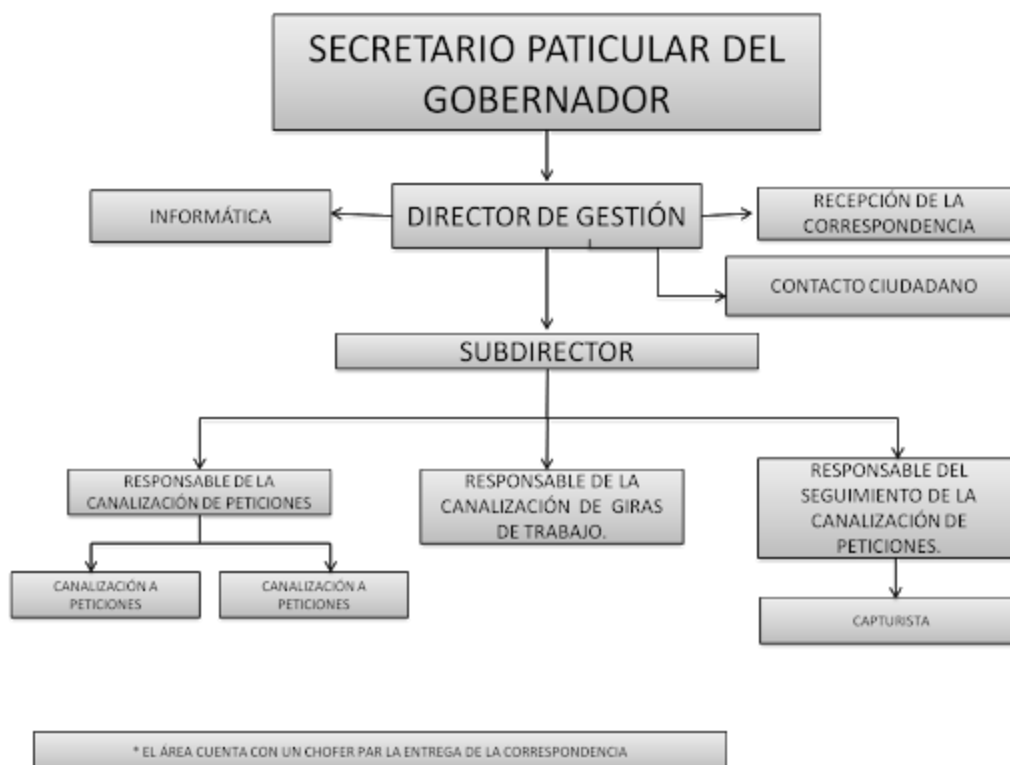 SECRETARIO PATICULAR DEL
GOBERNADOR
INFORMÁTICA
DIRECTOR DE GESTIÓN
RECEPCIÓN DE LA
CORRESPONDENCIA
CONTACTO CIUDADANO
SUBDIRECTOR
RESPONSABLE DE LA
CANALIZACIÓN DE PETICIONES
RESPONSABLE DE LA
CANALIZACIÓN DE GIRAS
DE TRABAJO.
RESPONSABLE DEL
SEGUIMIENTO DE LA
CANALIZACIÓN DE
PETICIONES.
CANALIZACIÓN A
PETICIONES
CANALIZACIÓN A
PETICIONES
CAPTURISTA
* EL ÁREA CUENTA CON UN CHOFER PAR LA ENTREGA DE LA CORRESPONDENCIA